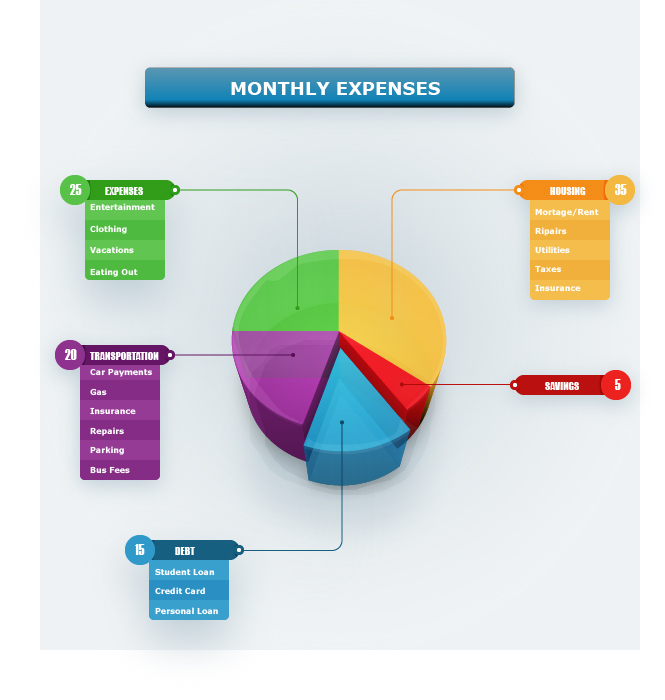 MONTHLY EXPENSES
25 EXPENSES
Entertainment
Clothing
Vacations
Eating Out
HOUSING 35
Mortage/Rent
Ripairs
Utilities
Taxes
Insurance
20 TRANSPORTATION
Car Payments
Gas
Insurance
Repairs
Parking
Bus Fees
SAVINGS 5
15 DEBT
Student Loan
Credit Card
Personal Loan